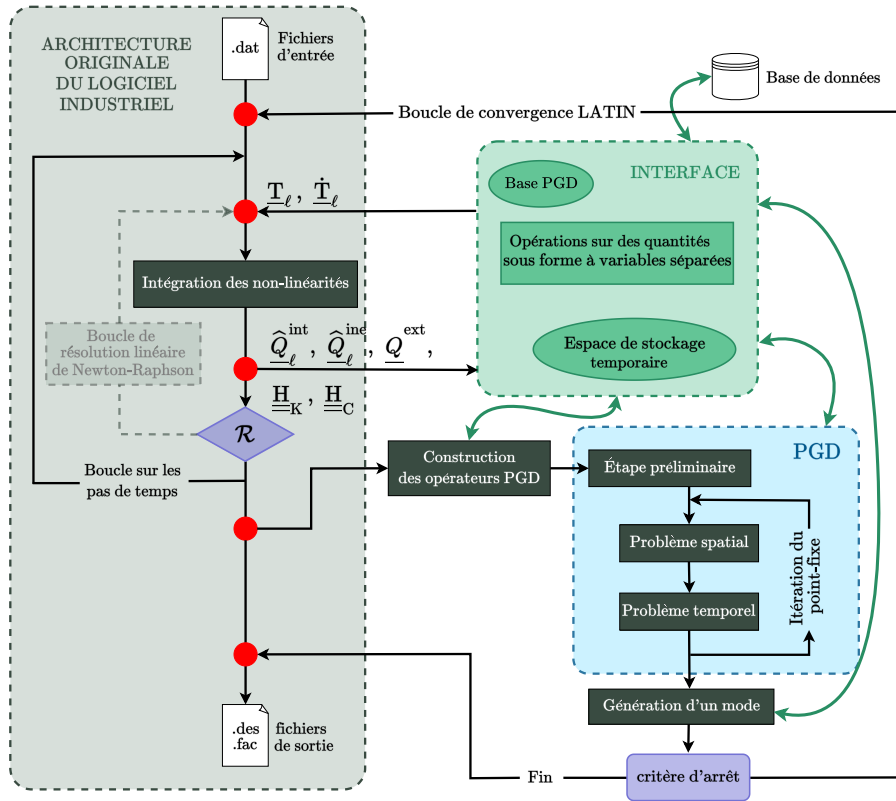 ARCHITECTURE
ORIGINALE
DU LOGICIEL
INDUSTRIEL
.dat
Fichiers
d'entrée
Base de données
Boucle de convergence LATIN
INTERFACE
Base PGD
T_ℓ, Ṫ_ℓ
Opérations sur des quantités
sous forme à variables séparées
Intégration des non-linéarités
Boucle de
résolution linéaire
de Newton-Raphson
Q̂_ℓ^int, Q̂_ℓ^ine, Q^ext,
H_K, H_C
Espace de stockage
temporaire
R
Boucle sur les
pas de temps
Construction
des opérateurs PGD
PGD
Étape préliminaire
Problème spatial
Problème temporel
Itération du
point-fixe
Génération d'un mode
.des
.fac
fichiers
de sortie
Fin
critère d'arrêt